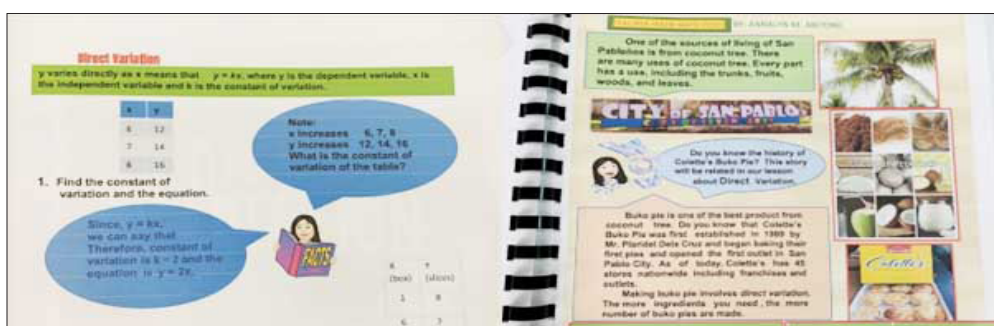 Direct Variation
y varies directly as x means that y = kx, where y is the dependent variable, x is
the independent variable and k is the constant of variation.
x y
6 12
7 14
8 16
1. Find the constant of
variation and the equation.
Note:
x increases 6, 7, 8
y increases 12, 14, 16
What is the constant of
variation of the table?
Since, y = kx,
we can say that
Therefore, constant of
variation is k = 2 and the
equation is y = 2x.
FACTS
(box) (slices)
1 8
6 ?
One of the sources of living of San
Pableños is from coconut tree. There
are many uses of coconut tree. Every part
has a use, including the trunks, fruits,
woods, and leaves.
CITY OF SAN PABLO
Do you know the history of
Colette's Buko Pie? This story
will be related in our lesson
about Direct Variation.
Buko pie is one of the best product from
coconut tree. Do you know that Colette's
Buko Pie was first established in 1989 by
Mr. Plaridel Dela Cruz and began baking their
first pies and opened the first outlet in San
Pablo City. As of today, Colette's has 45
stores nationwide including franchises and
outlets.
Making buko pie involves direct variation.
The more ingredients you need, the more
number of buko pies are made.
Colette's